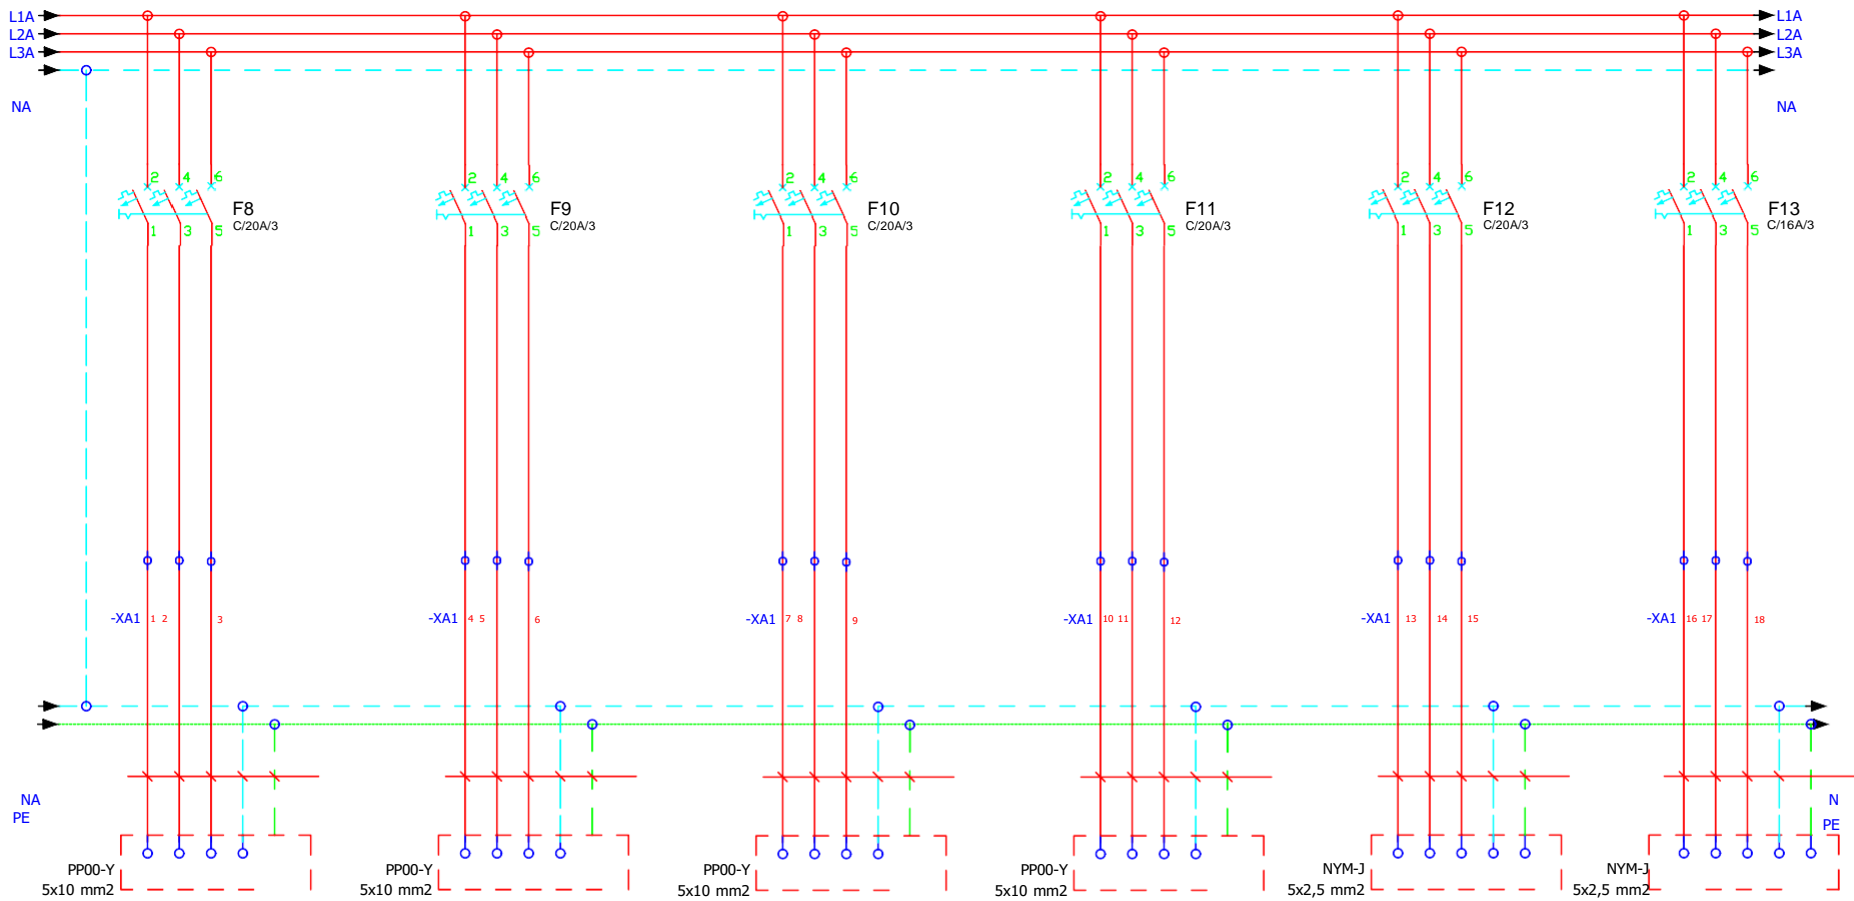 L1A L1A
L2A L2A
L3A L3A
NA NA
2 4 6 2 4 6 2 4 6 2 4 6 2 4 6 2 4 6
F8 F9 F10 F11 F12 F13
C/20A/3 C/20A/3 C/20A/3 C/20A/3 C/20A/3 C/16A/3
1 3 5 1 3 5 1 3 5 1 3 5 1 3 5 1 3 5
-XA1 1 2 3 -XA1 4 5 6 -XA1 7 8 9 -XA1 10 11 12 -XA1 13 14 15 -XA1 16 17 18
NA N
PE PE
PP00-Y PP00-Y PP00-Y PP00-Y NYM-J NYM-J
5x10 mm2 5x10 mm2 5x10 mm2 5x10 mm2 5x2,5 mm2 5x2,5 mm2